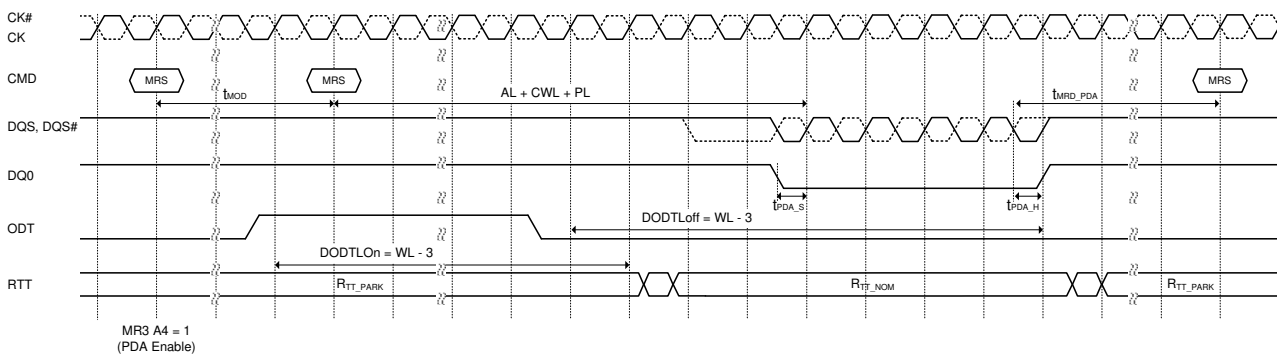 CK#
CK
CMD
MRS
MRS
MRS
tMOD
AL + CWL + PL
tMRD_PDA
DQS, DQS#
DQ0
tPDA_S
tPDA_H
ODT
DODTLoff = WL - 3
DODTLOn = WL - 3
RTT
RTT_PARK
RTT_NOM
RTT_PARK
MR3 A4 = 1
(PDA Enable)